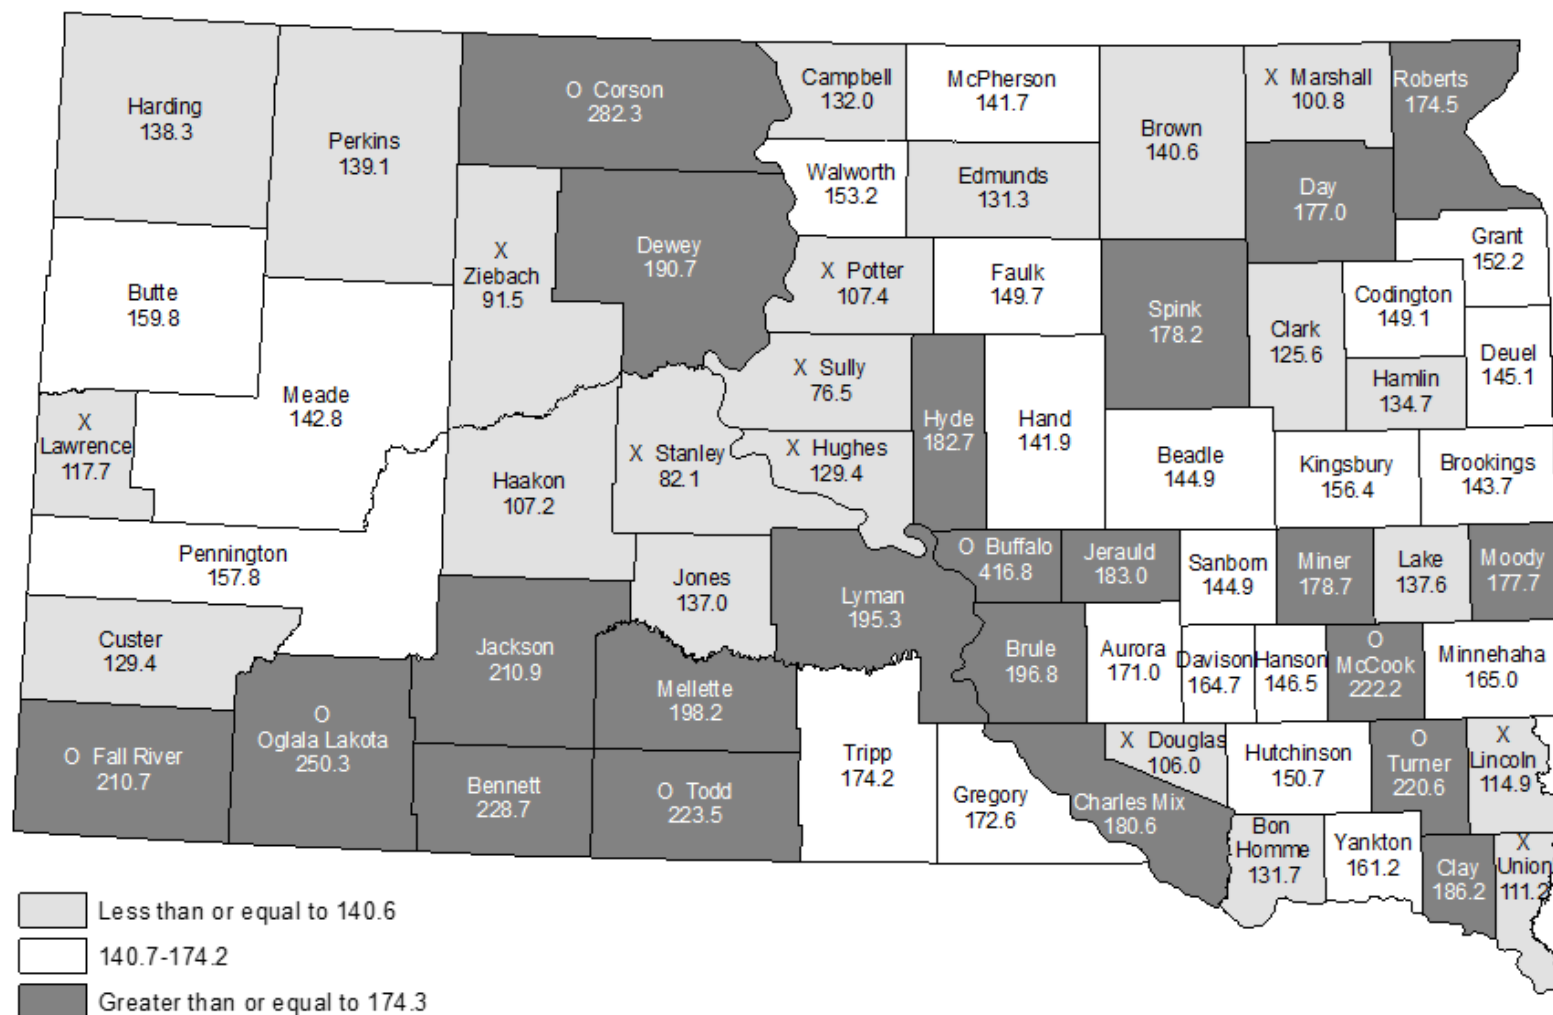 Harding
138.3
Perkins
139.1
O Corson
282.3
Campbell
132.0
McPherson
141.7
Brown
140.6
X Marshall
100.8
Roberts
174.5
Walworth
153.2
Edmunds
131.3
Day
177.0
Grant
152.2
Butte
159.8
X
Ziebach
91.5
Dewey
190.7
X Potter
107.4
Faulk
149.7
Spink
178.2
Clark
125.6
Codington
149.1
Deuel
145.1
Hamlin
134.7
Meade
142.8
X
Lawrence
117.7
X Sully
76.5
Hyde
182.7
Hand
141.9
Beadle
144.9
Kingsbury
156.4
Brookings
143.7
Haakon
107.2
X Stanley
82.1
X Hughes
129.4
Pennington
157.8
Jones
137.0
Lyman
195.3
O Buffalo
416.8
Jerauld
183.0
Sanborn
144.9
Miner
178.7
Lake
137.6
Moody
177.7
Custer
129.4
Jackson
210.9
Mellette
198.2
Brule
196.8
Aurora
171.0
Davison
164.7
Hanson
146.5
O
McCook
222.2
Minnehaha
165.0
O Fall River
210.7
O
Oglala Lakota
250.3
Bennett
228.7
O Todd
223.5
Tripp
174.2
Gregory
172.6
X Douglas
106.0
Charles Mix
180.6
Hutchinson
150.7
O
Turner
220.6
X
Lincoln
114.9
Bon
Homme
131.7
Yankton
161.2
Clay
186.2
X
Union
111.2
Less than or equal to 140.6
140.7-174.2
Greater than or equal to 174.3